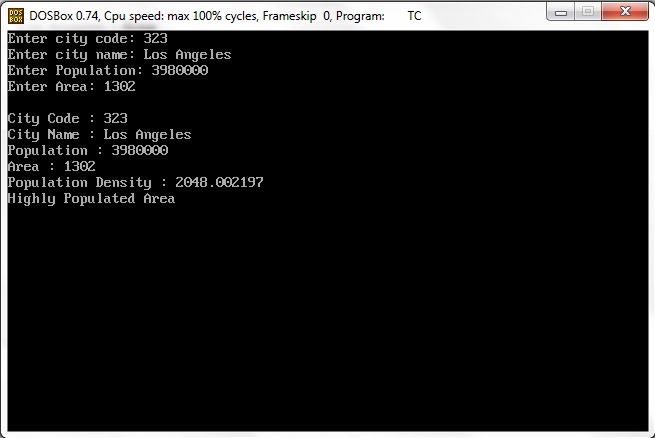 DOS
BOX
DOSBox 0.74, Cpu speed: max 100% cycles, Frameskip 0, Program: TC
Enter city code: 323
Enter city name: Los Angeles
Enter Population: 3980000
Enter Area: 1302
City Code : 323
City Name : Los Angeles
Population : 3980000
Area : 1302
Population Density : 2048.002197
Highly Populated Area